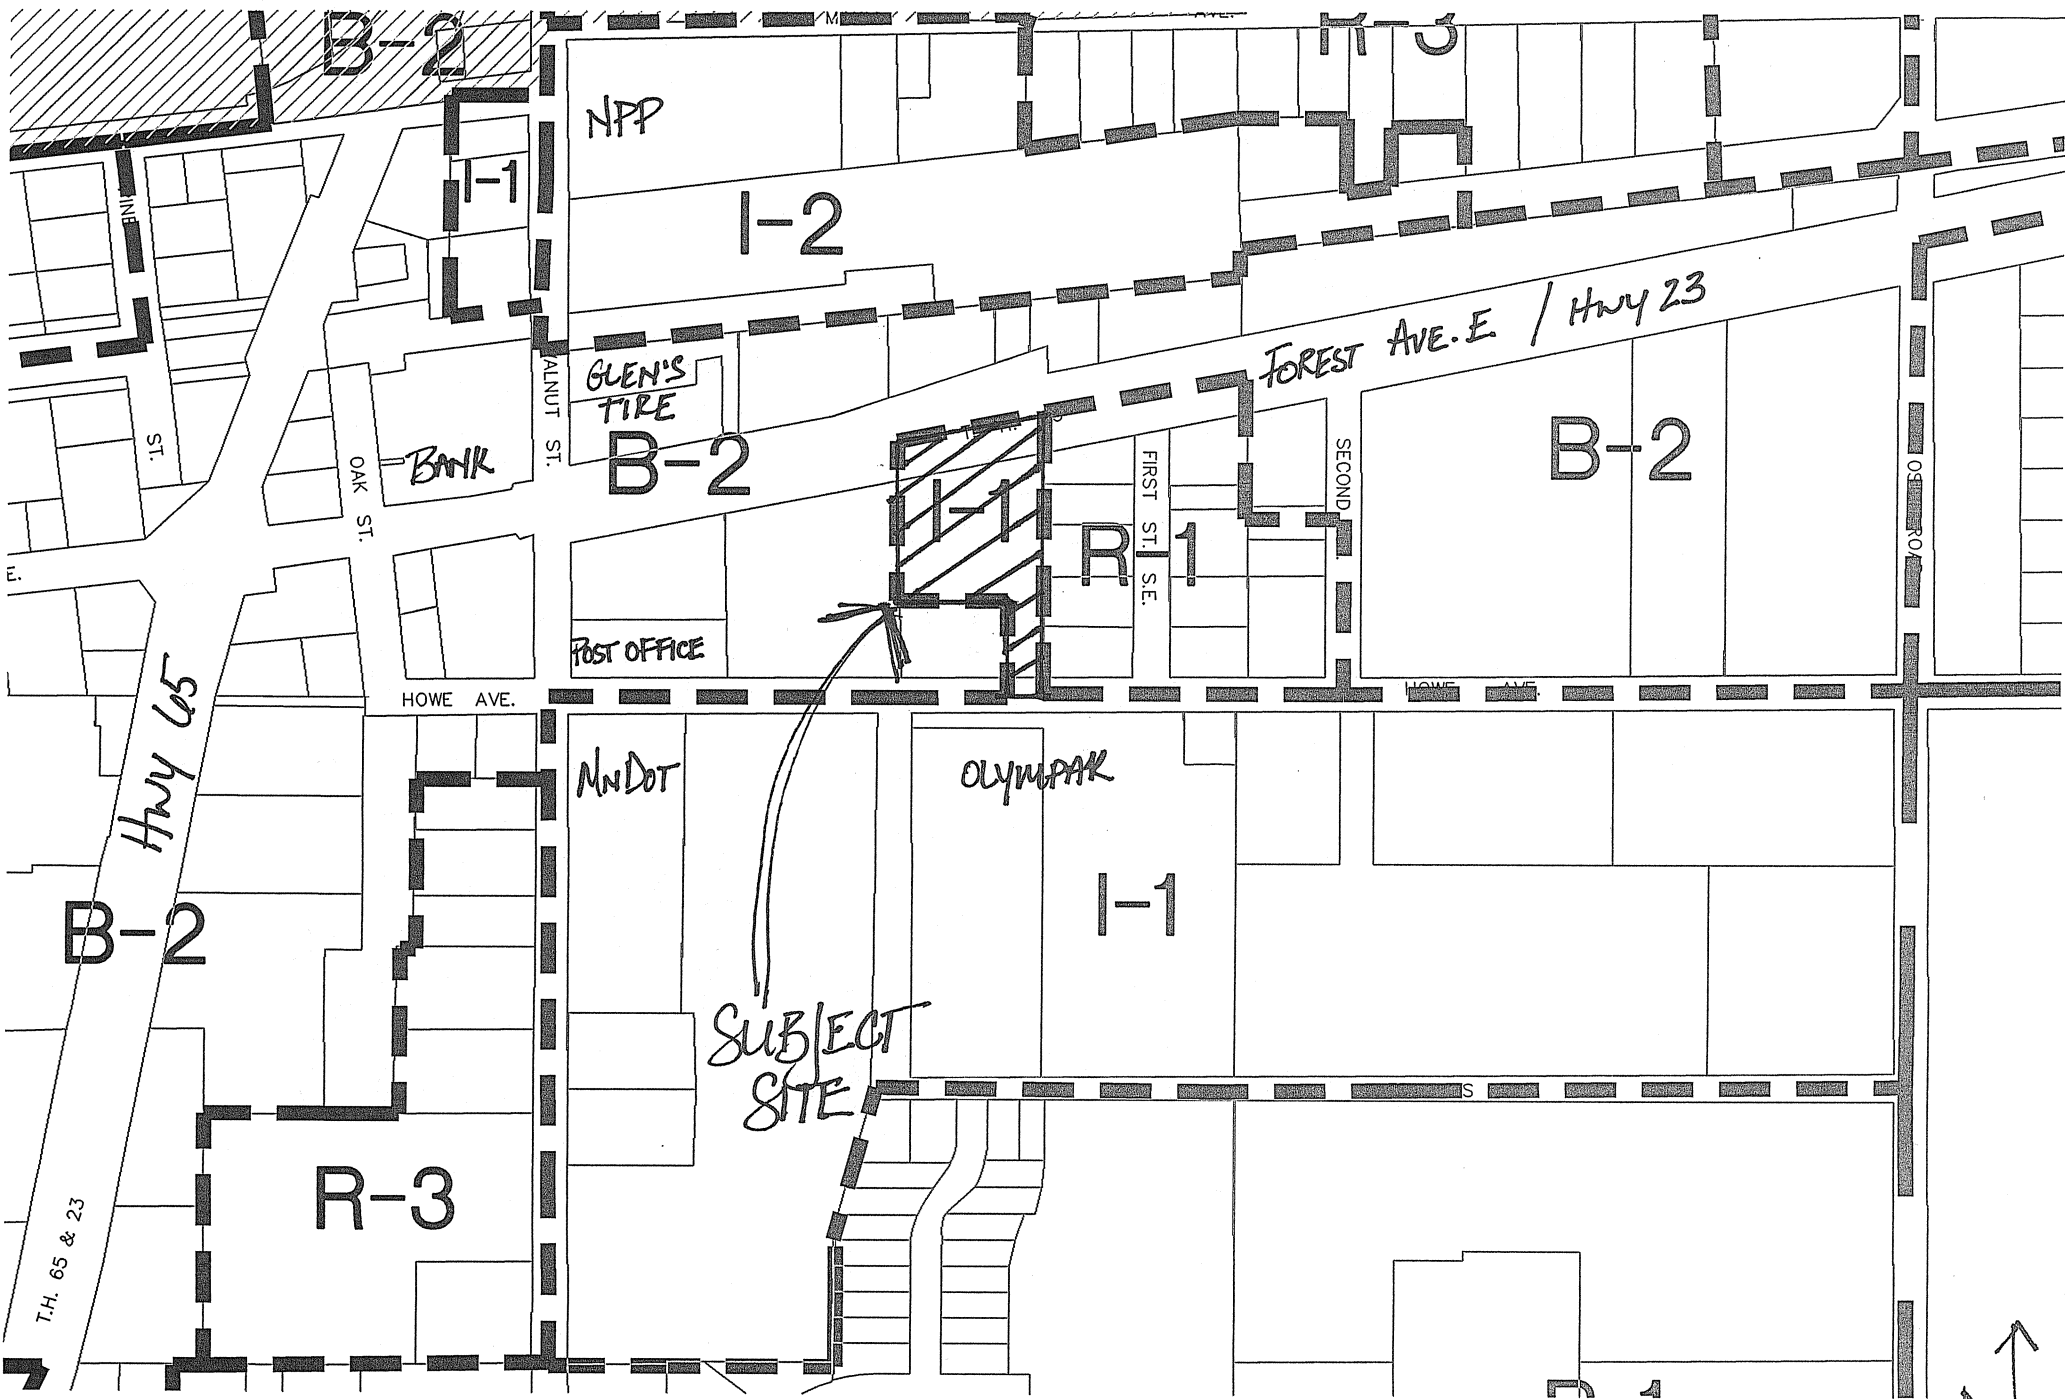 B-2
R-3
NPP
I-1
I-2
FOREST AVE. E / HWY 23
GLEN'S
TIRE
ST.
OAK ST.
BANK
B-2
I-1
FIRST ST. S.E.
SECOND
R-1
B-2
E.
POST OFFICE
HOWE AVE.
HOWE AVE.
HWY 65
MNDOT
OLYMPAK
I-1
B-2
SUBJECT
SITE
S
R-3
T.H. 65 & 23